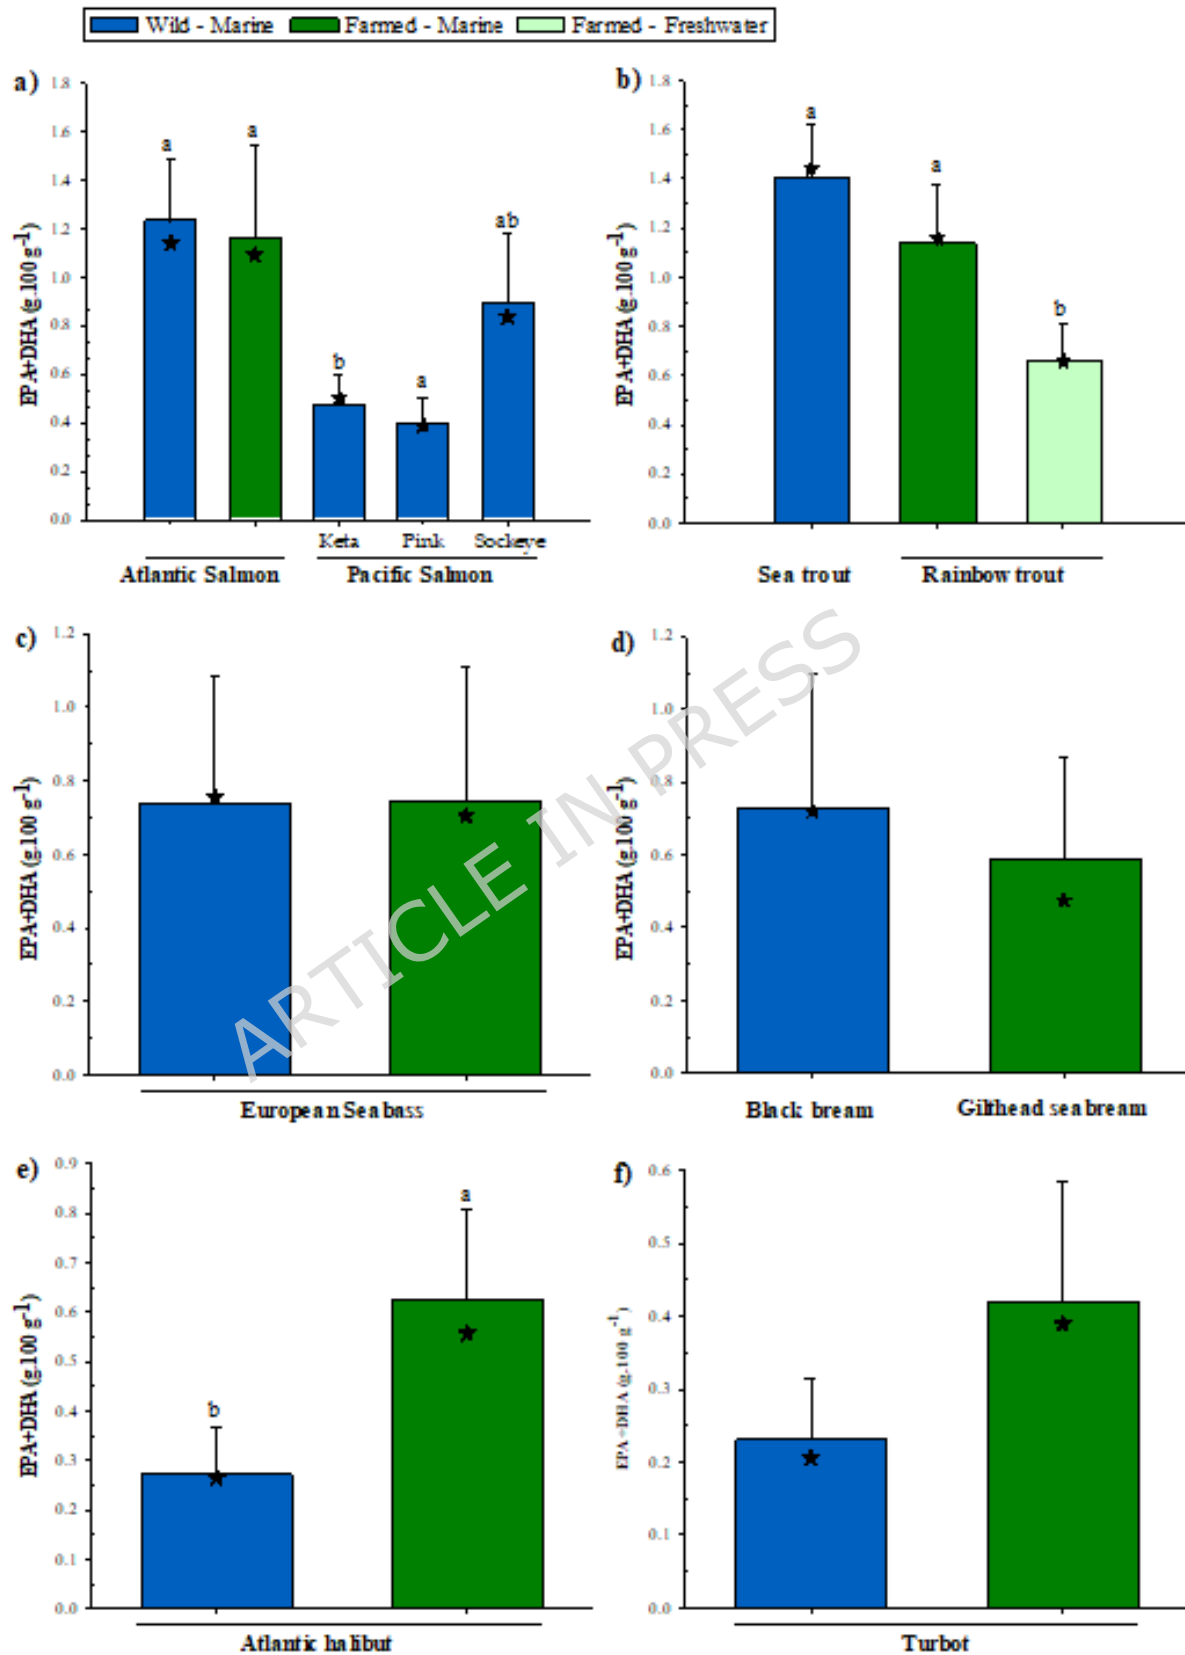 Wild - Marine Farmed - Marine Farmed - Freshwater
a)
1.8
1.6
1.4
1.2
1.0
0.8
0.6
0.4
0.2
0.0
EPA+DHA (g.100 g-1)
a
a
b
a
ab
Keta Pink Sockeye
Atlantic Salmon Pacific Salmon
b)
1.8
1.6
1.4
1.2
1.0
0.8
0.6
0.4
0.2
0.0
EPA+DHA (g.100 g-1)
a
a
b
Sea trout Rainbow trout
c)
1.2
1.0
0.8
0.6
0.4
0.2
0.0
EPA+DHA (g.100 g-1)
European Seabass
d)
1.2
1.0
0.8
0.6
0.4
0.2
0.0
EPA+DHA (g.100 g-1)
Black bream Gilthead seabream
ARTICLE IN PRESS
e)
0.9
0.8
0.7
0.6
0.5
0.4
0.3
0.2
0.1
0.0
EPA+DHA (g.100 g-1)
b
a
Atlantic halibut
f)
0.6
0.5
0.4
0.3
0.2
0.1
0.0
EPA+DHA (g.100 g-1)
Turbot